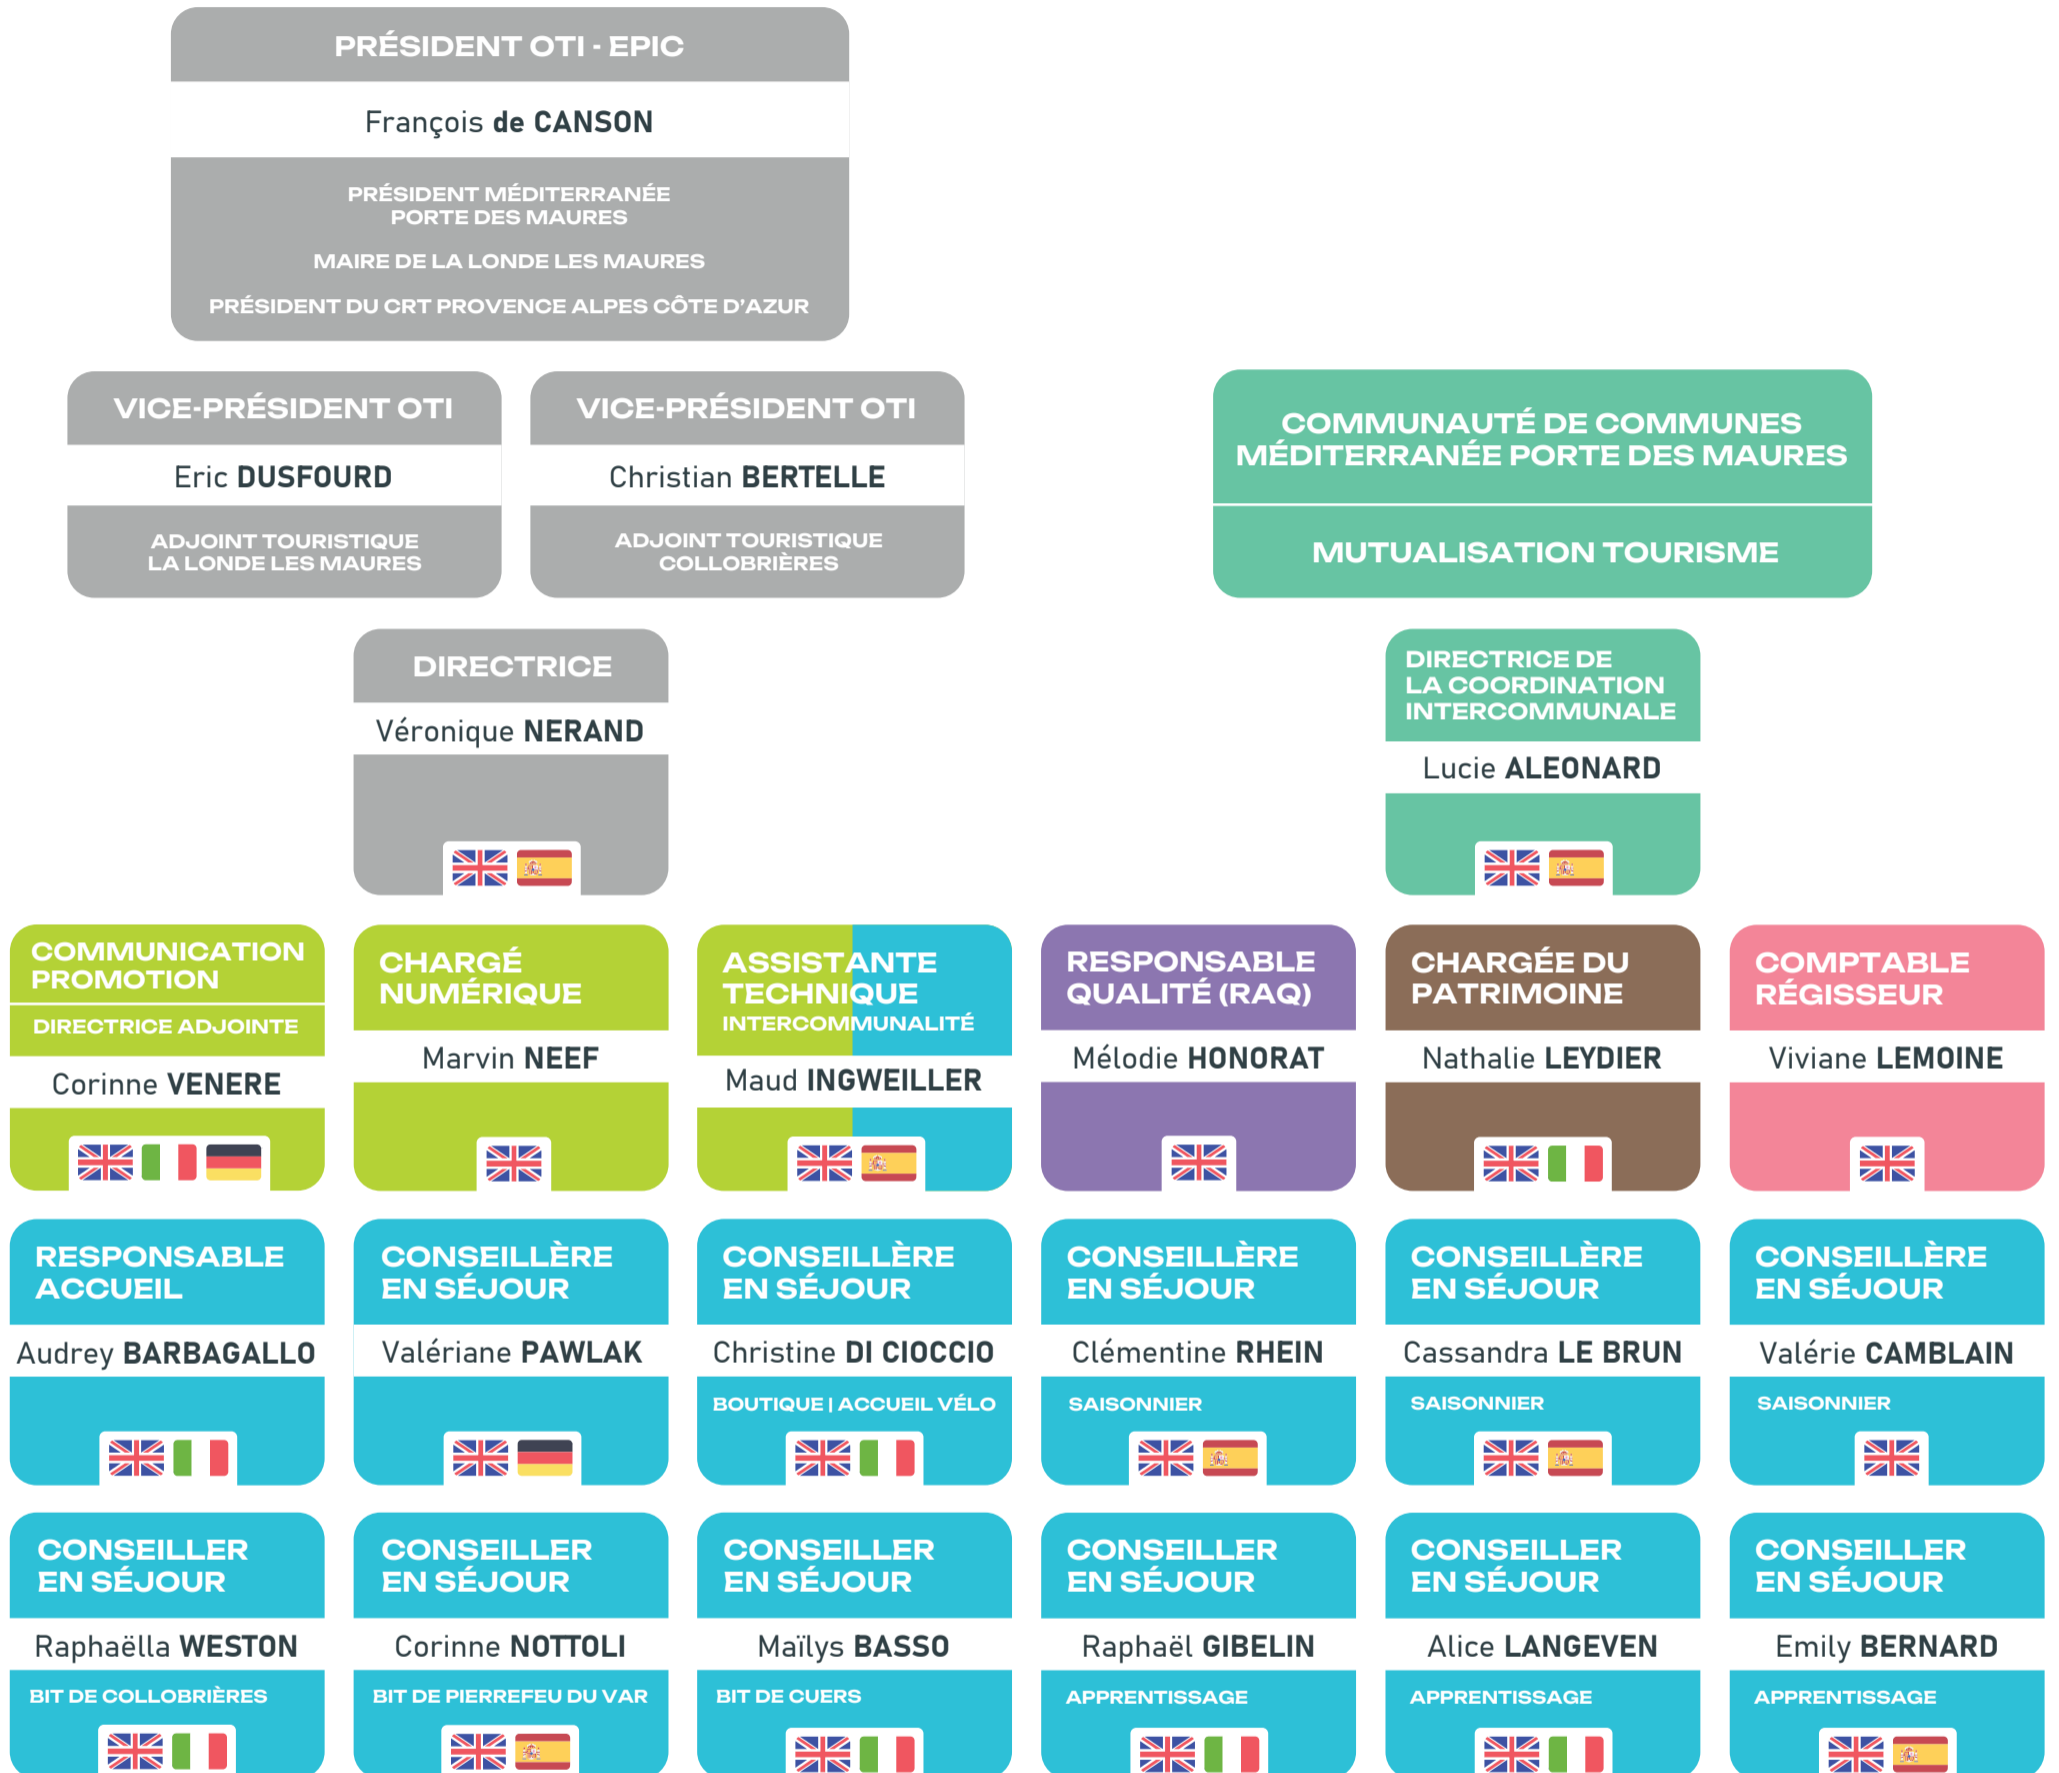 PRÉSIDENT OTI - EPIC
François de CANSON
PRÉSIDENT MÉDITERRANÉE
PORTE DES MAURES
MAIRE DE LA LONDE LES MAURES
PRÉSIDENT DU CRT PROVENCE ALPES CÔTE D'AZUR
VICE-PRÉSIDENT OTI
Eric DUSFOURD
ADJOINT TOURISTIQUE
LA LONDE LES MAURES
VICE-PRÉSIDENT OTI
Christian BERTELLE
ADJOINT TOURISTIQUE
COLLOBRIÈRES
COMMUNAUTÉ DE COMMUNES
MÉDITERRANÉE PORTE DES MAURES
MUTUALISATION TOURISME
DIRECTRICE
Véronique NERAND
DIRECTRICE DE
LA COORDINATION
INTERCOMMUNALE
Lucie ALEONARD
COMMUNICATION
PROMOTION
DIRECTRICE ADJOINTE
Corinne VENERE
CHARGÉ
NUMÉRIQUE
Marvin NEEF
ASSISTANTE
TECHNIQUE
INTERCOMMUNALITÉ
Maud INGWEILLER
RESPONSABLE
QUALITÉ (RAQ)
Mélodie HONORAT
CHARGÉE DU
PATRIMOINE
Nathalie LEYDIER
COMPTABLE
RÉGISSEUR
Viviane LEMOINE
RESPONSABLE
ACCUEIL
Audrey BARBAGALLO
CONSEILLÈRE
EN SÉJOUR
Valériane PAWLAK
CONSEILLÈRE
EN SÉJOUR
Christine DI CIOCCIO
BOUTIQUE | ACCUEIL VÉLO
CONSEILLÈRE
EN SÉJOUR
Clémentine RHEIN
SAISONNIER
CONSEILLÈRE
EN SÉJOUR
Cassandra LE BRUN
SAISONNIER
CONSEILLÈRE
EN SÉJOUR
Valérie CAMBLAIN
SAISONNIER
CONSEILLER
EN SÉJOUR
Raphaëlla WESTON
BIT DE COLLOBRIÈRES
CONSEILLER
EN SÉJOUR
Corinne NOTTOLI
BIT DE PIERREFEU DU VAR
CONSEILLER
EN SÉJOUR
Maïlys BASSO
BIT DE CUERS
CONSEILLER
EN SÉJOUR
Raphaël GIBELIN
APPRENTISSAGE
CONSEILLER
EN SÉJOUR
Alice LANGEVEN
APPRENTISSAGE
CONSEILLER
EN SÉJOUR
Emily BERNARD
APPRENTISSAGE